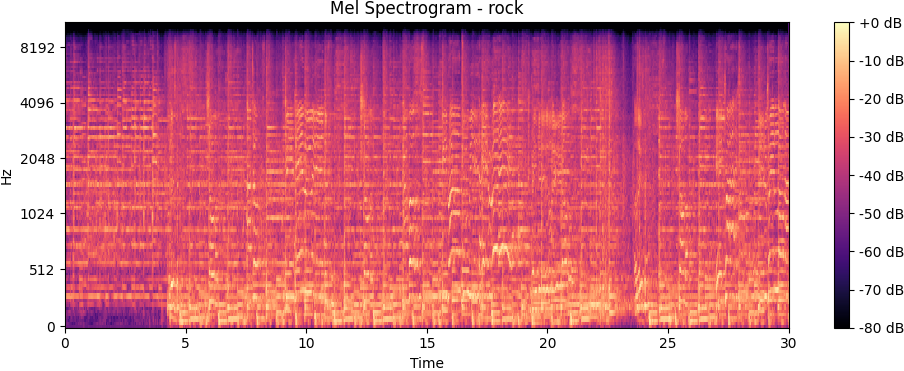 Mel Spectrogram - rock
Hz
8192
4096
2048
1024
512
0
0 5 10 15 20 25 30
Time
+0 dB
-10 dB
-20 dB
-30 dB
-40 dB
-50 dB
-60 dB
-70 dB
-80 dB